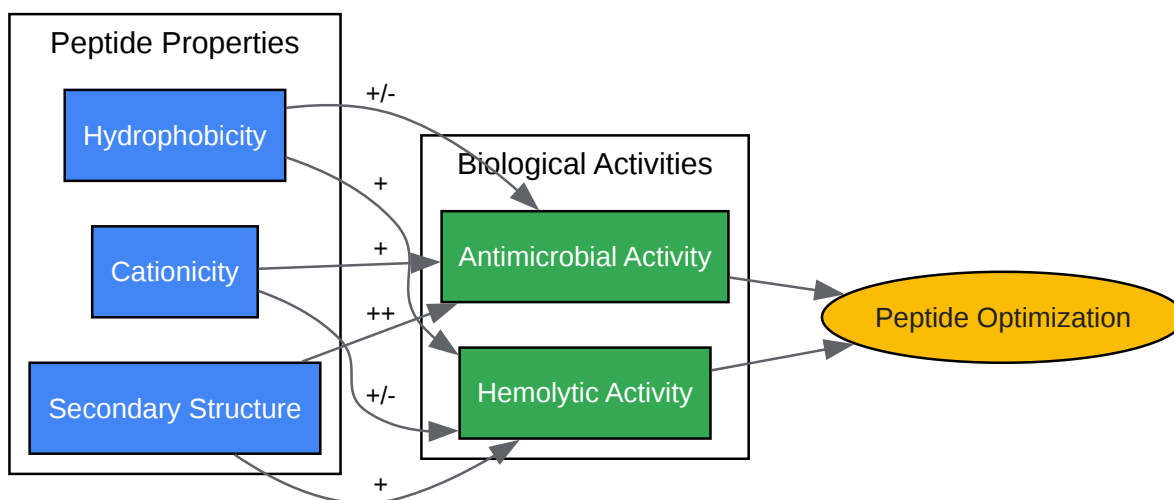 Peptide Properties
Hydrophobicity
Cationicity
Secondary Structure
+/-
+
+
++
+/-
+
Biological Activities
Antimicrobial Activity
Hemolytic Activity
Peptide Optimization